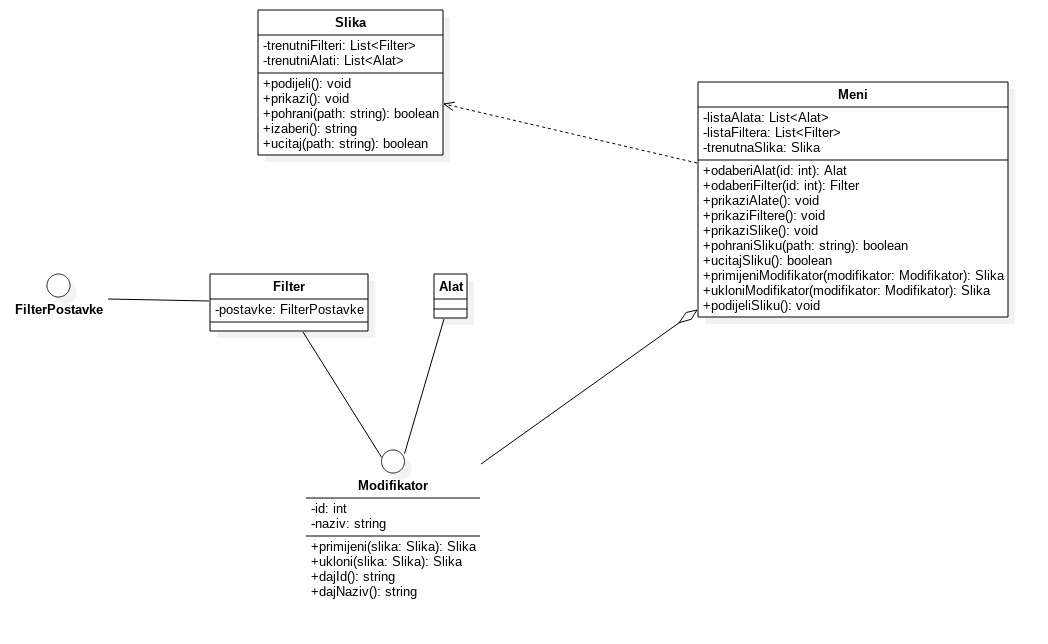 Slika
-trenutniFilteri: List<Filter>
-trenutniAlati: List<Alat>
+podijeli(): void
+prikazi(): void
+pohrani(path: string): boolean
+izaberi(): string
+ucitaj(path: string): boolean
Meni
-listaAlata: List<Alat>
-listaFiltera: List<Filter>
-trenutnaSlika: Slika
+odaberiAlat(id: int): Alat
+odaberiFilter(id: int): Filter
+prikaziAlate(): void
+prikaziFiltere(): void
+prikaziSlike(): void
+pohraniSliku(path: string): boolean
+ucitajSliku(): boolean
+primijeniModifikator(modifikator: Modifikator): Slika
+ukloniModifikator(modifikator: Modifikator): Slika
+podijeliSliku(): void
FilterPostavke
Filter
-postavke: FilterPostavke
Alat
Modifikator
-id: int
-naziv: string
+primijeni(slika: Slika): Slika
+ukloni(slika: Slika): Slika
+dajId(): string
+dajNaziv(): string